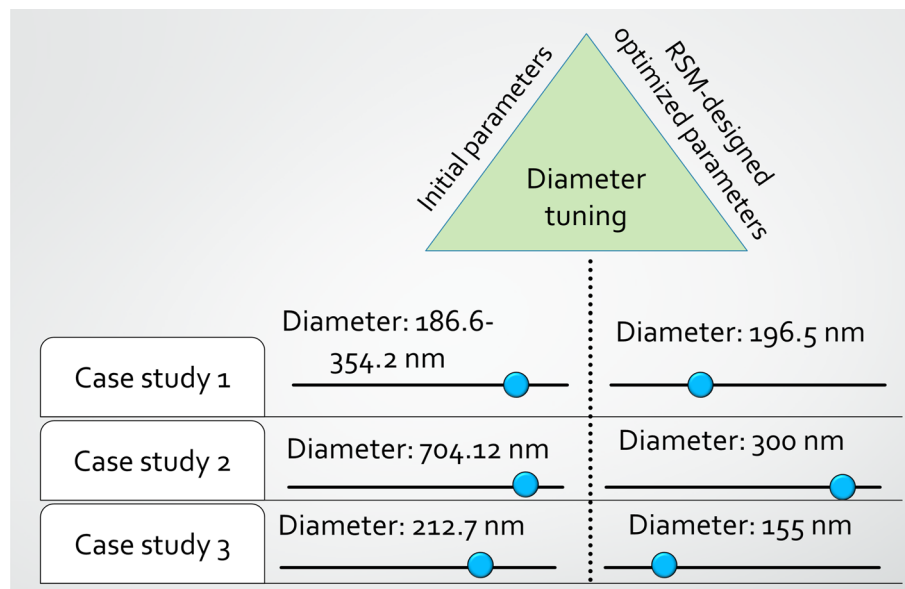 Initial parameters
RSM-designed
optimized parameters
Diameter
tuning
Case study 1
Diameter: 186.6-
354.2 nm
Diameter: 196.5 nm
Case study 2
Diameter: 704.12 nm
Diameter: 300 nm
Case study 3
Diameter: 212.7 nm
Diameter: 155 nm